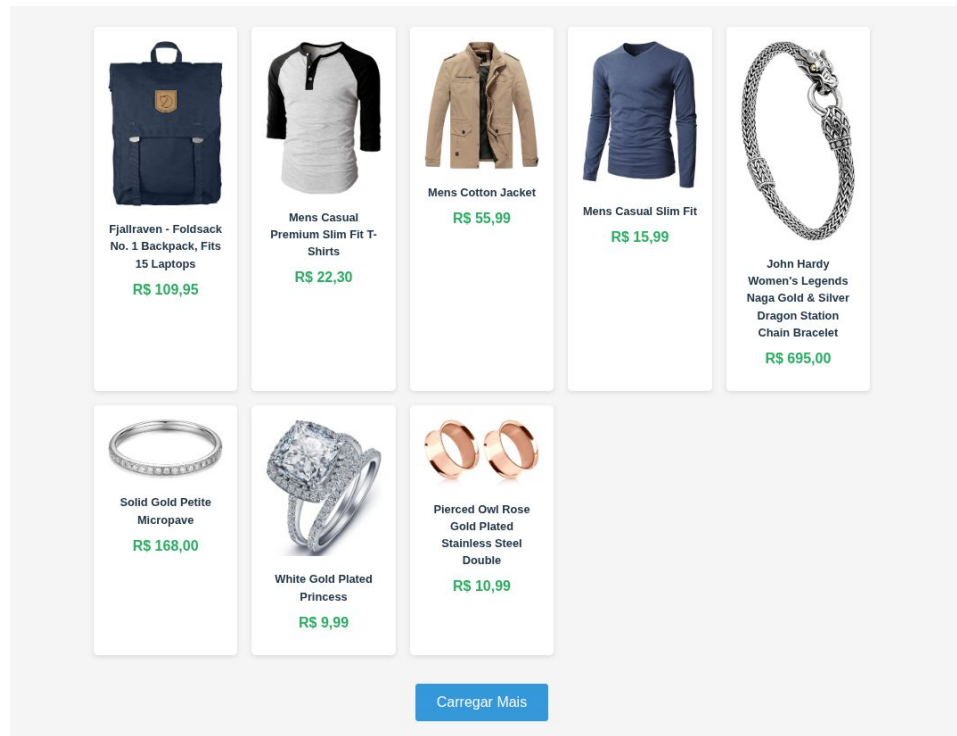 Fjallraven - Foldsack
No. 1 Backpack, Fits
15 Laptops
R$ 109,95
Mens Casual
Premium Slim Fit T-
Shirts
R$ 22,30
Mens Cotton Jacket
R$ 55,99
Mens Casual Slim Fit
R$ 15,99
John Hardy
Women's Legends
Naga Gold & Silver
Dragon Station
Chain Bracelet
R$ 695,00
Solid Gold Petite
Micropave
R$ 168,00
White Gold Plated
Princess
R$ 9,99
Pierced Owl Rose
Gold Plated
Stainless Steel
Double
R$ 10,99
Carregar Mais